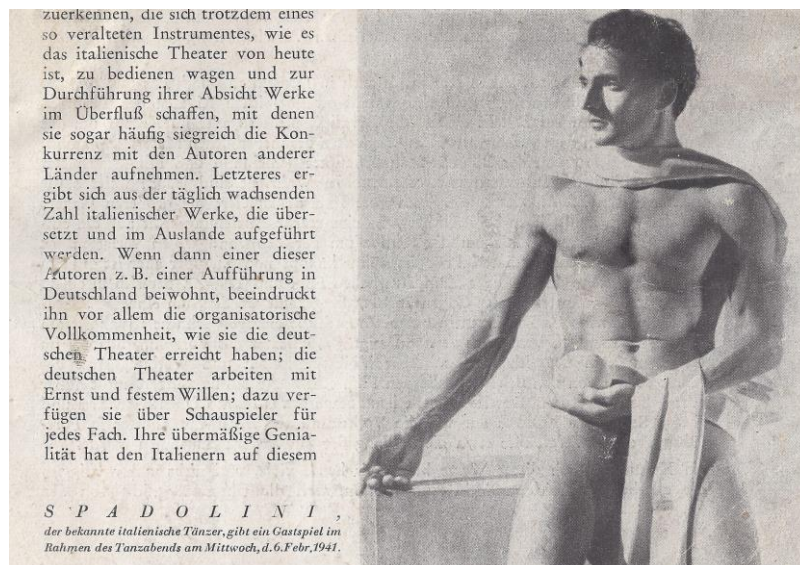 zuerkennen, die sich trotzdem eines
so veralteten Instrumentes, wie es
das italienische Theater von heute
ist, zu bedienen wagen und zur
Durchführung ihrer Absicht Werke
im Überfluß schaffen, mit denen
sie sogar häufig siegreich die Kon-
kurrenz mit den Autoren anderer
Länder aufnehmen. Letzteres er-
gibt sich aus der täglich wachsenden
Zahl italienischer Werke, die über-
setzt und im Auslande aufgeführt
werden. Wenn dann einer dieser
Autoren z. B. einer Aufführung in
Deutschland beiwohnt, beeindruckt
ihn vor allem die organisatorische
Vollkommenheit, wie sie die deut-
schen Theater erreicht haben; die
deutschen Theater arbeiten mit
Ernst und festem Willen; dazu ver-
fügen sie über Schauspieler für
jedes Fach. Ihre übermäßige Genia-
lität hat den Italienern auf diesem
SPADOLINI,
der bekannte italienische Tänzer, gibt ein Gastspiel im
Rahmen des Tanzabends am Mittwoch, d. 6. Febr. 1941.